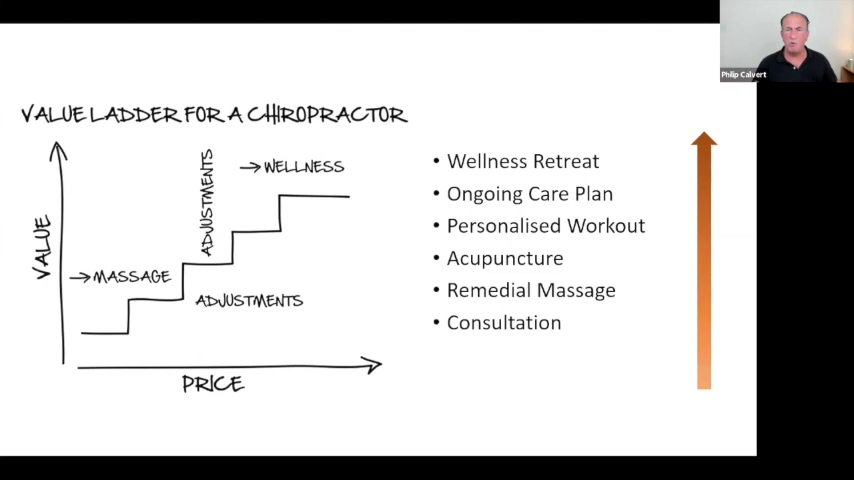 Philip Calvert
VALUE LADDER FOR A CHIROPRACTOR
ADJUSTMENTS
→ WELLNESS
VALUE
→ MASSAGE
ADJUSTMENTS
PRICE
• Wellness Retreat
• Ongoing Care Plan
• Personalised Workout
• Acupuncture
• Remedial Massage
• Consultation